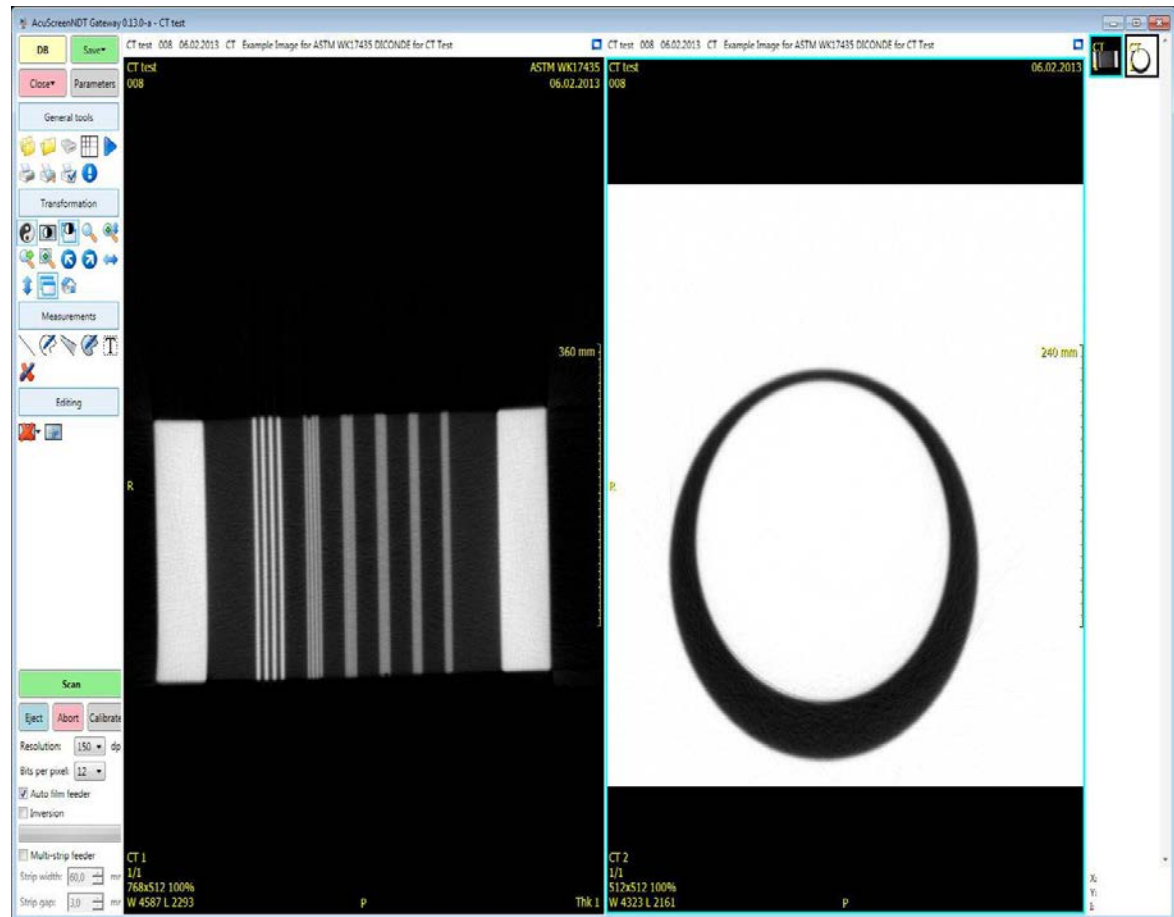 AcuScreenNDT Gateway 0.13.0-a - CT test
DB
Save
Close
Parameters
General tools
Transformation
Measurements
T
Editing
Scan
Eject
Abort
Calibrate
Resolution: 150 dp
Bits per pixel: 12
Auto film feeder
Inversion
Multi-strip feeder
Strip width: 60,0 mr
Strip gap: 3,0 mr
CT test 008 06.02.2013 CT Example Image for ASTM WK17435 DICONDE for CT Test
CT test
008
ASTM WK17435
06.02.2013
360 mm
R
CT 1
1/1
768x512 100%
W 4587 L 2293
P
Thk 1
CT test 008 06.02.2013 CT Example Image for ASTM WK17435 DICONDE for CT Test
CT test
008
06.02.2013
240 mm
R
CT 2
1/1
512x512 100%
W 4323 L 2161
P
CT
CT
X:
Y: